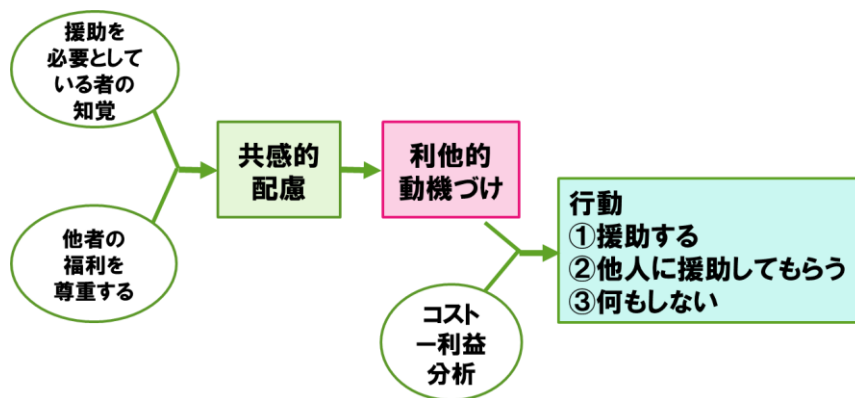 援助を
必要として
いる者の
知覚
他者の
福利を
尊重する
共感的
配慮
利他的
動機づけ
コスト
ー利益
分析
行動
①援助する
②他人に援助してもらう
③何もしない